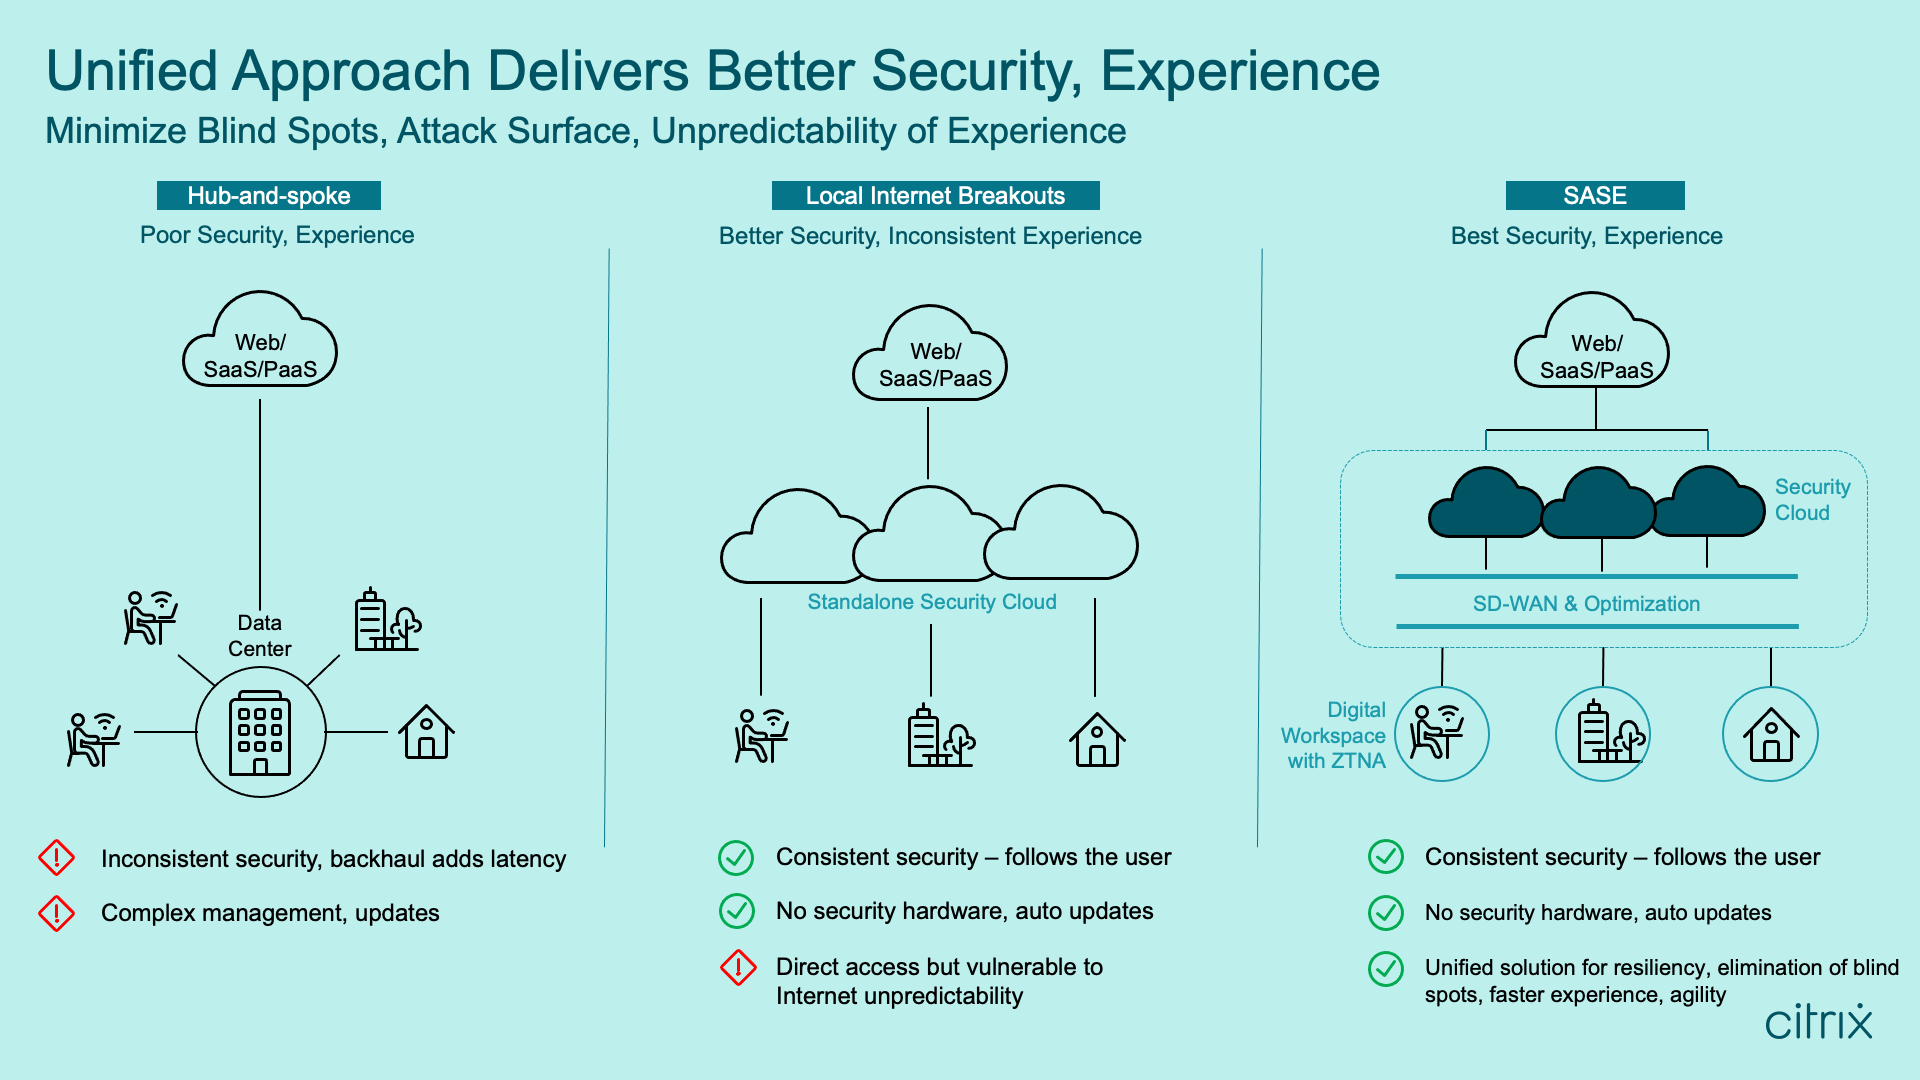 Unified Approach Delivers Better Security, Experience
Minimize Blind Spots, Attack Surface, Unpredictability of Experience
Hub-and-spoke
Poor Security, Experience
Web/
SaaS/PaaS
Data
Center
Inconsistent security, backhaul adds latency
Complex management, updates
Local Internet Breakouts
Better Security, Inconsistent Experience
Web/
SaaS/PaaS
Standalone Security Cloud
Consistent security – follows the user
No security hardware, auto updates
Direct access but vulnerable to
Internet unpredictability
SASE
Best Security, Experience
Web/
SaaS/PaaS
Security
Cloud
SD-WAN & Optimization
Digital
Workspace
with ZTNA
Consistent security – follows the user
No security hardware, auto updates
Unified solution for resiliency, elimination of blind
spots, faster experience, agility
citrix